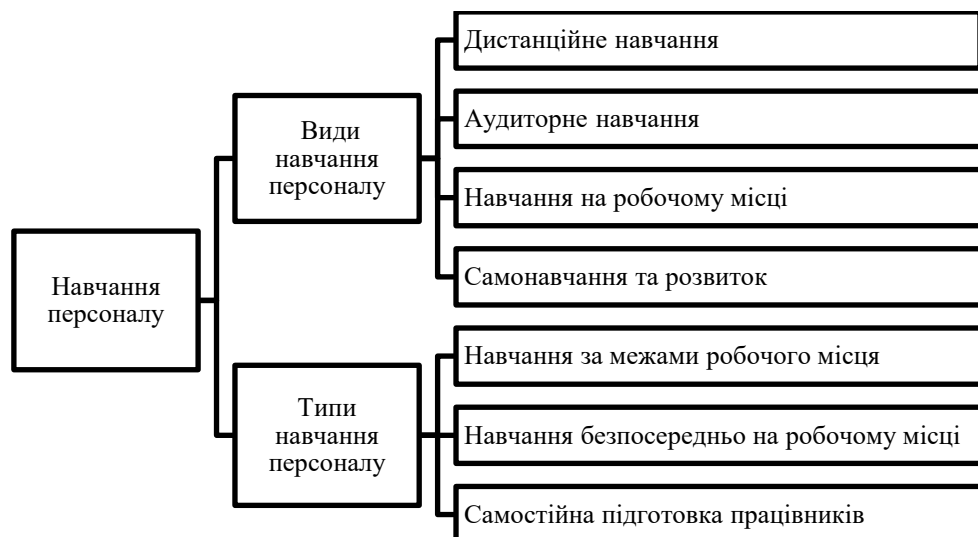 Навчання
персоналу
Види
навчання
персоналу
Дистанційне навчання
Аудиторне навчання
Навчання на робочому місці
Самонавчання та розвиток
Типи
навчання
персоналу
Навчання за межами робочого місця
Навчання безпосередньо на робочому місці
Самостійна підготовка працівників